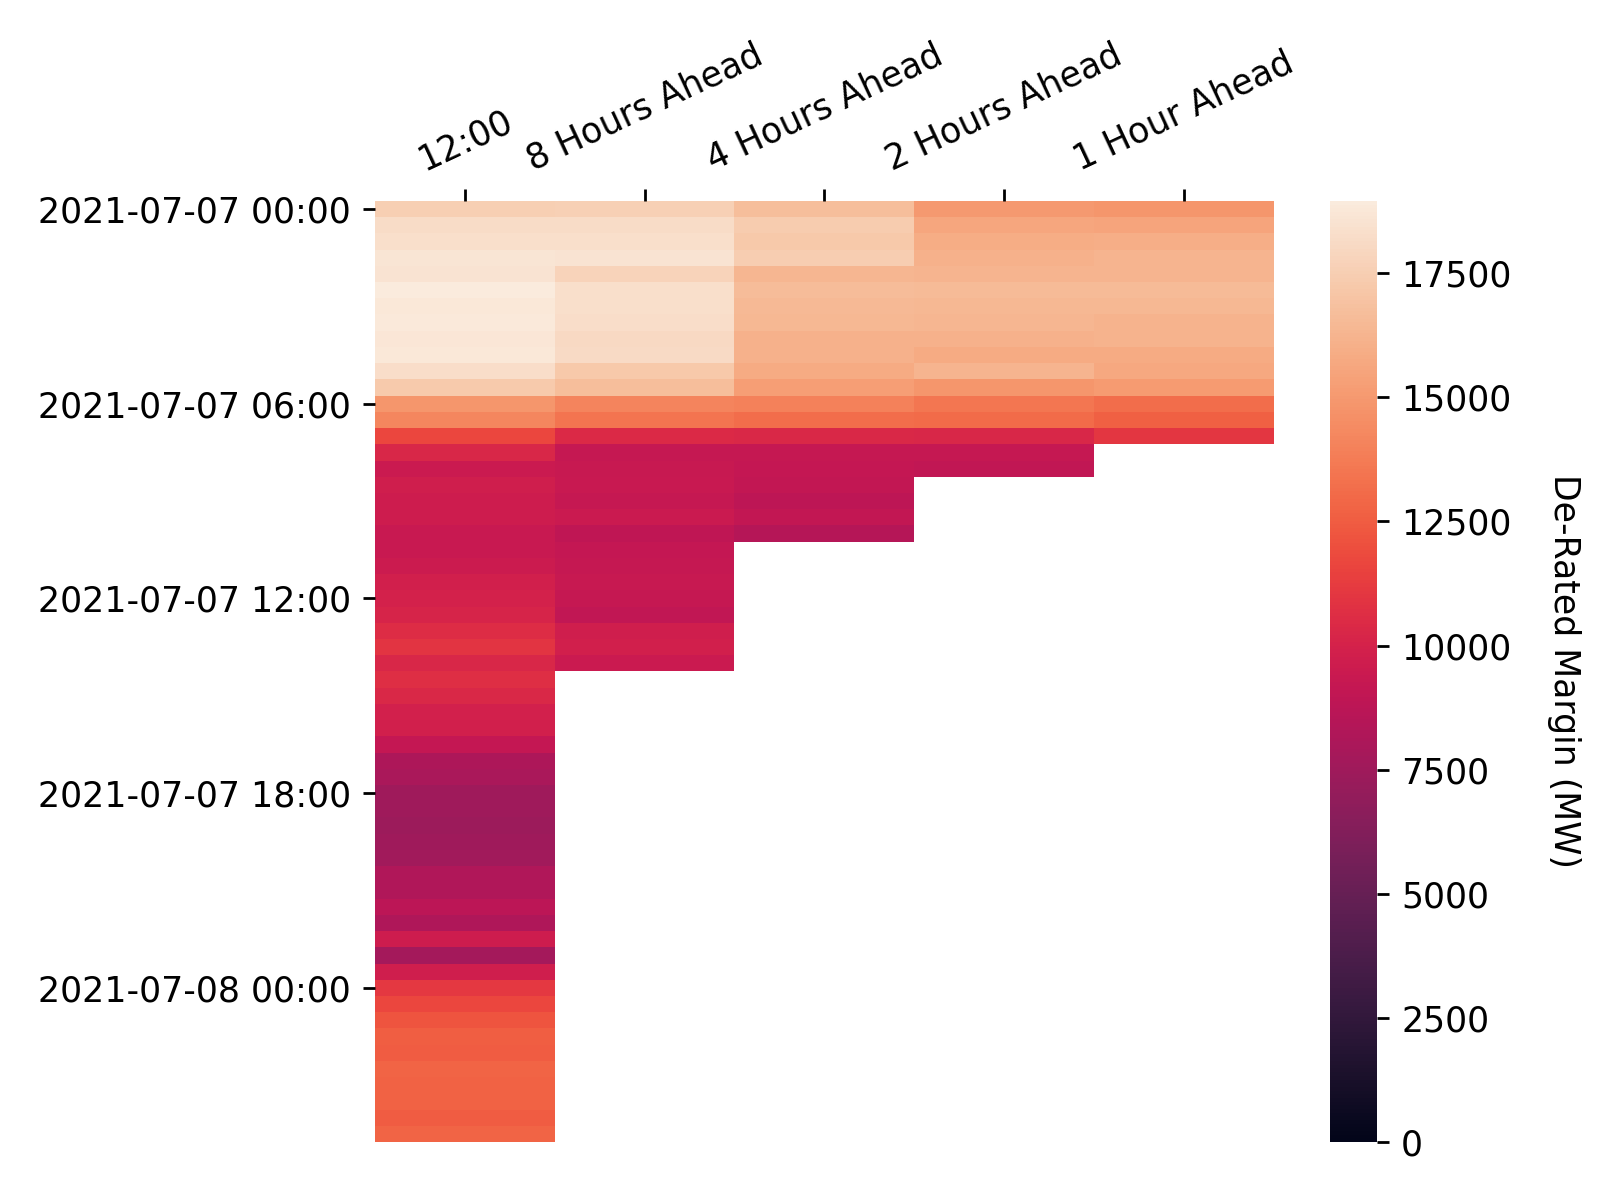 12:00
8 Hours Ahead
4 Hours Ahead
2 Hours Ahead
1 Hour Ahead
2021-07-07 00:00
2021-07-07 06:00
2021-07-07 12:00
2021-07-07 18:00
2021-07-08 00:00
17500
15000
12500
10000
7500
5000
2500
0
De-Rated Margin (MW)